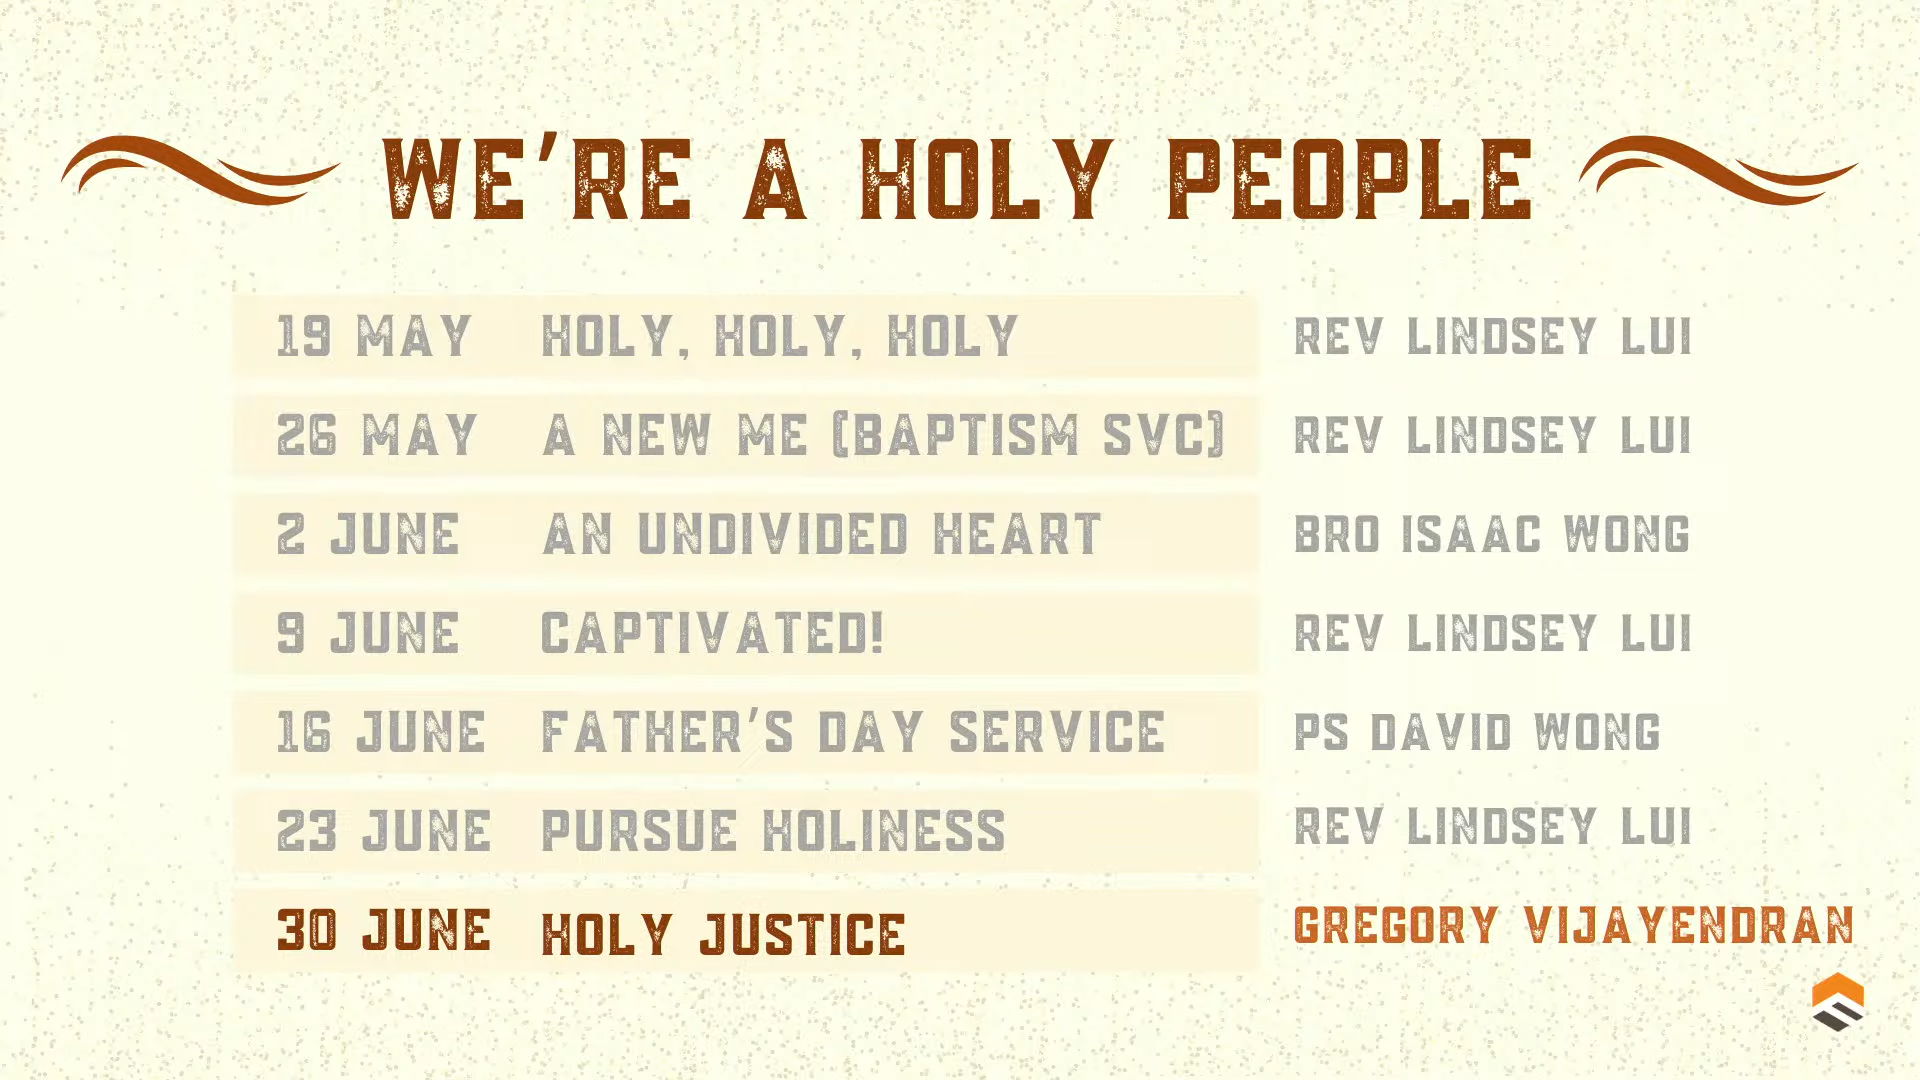 WE'RE A HOLY PEOPLE
19 MAY HOLY, HOLY, HOLY REV LINDSEY LUI
26 MAY A NEW ME (BAPTISM SVC) REV LINDSEY LUI
2 JUNE AN UNDIVIDED HEART BRO ISAAC WONG
9 JUNE CAPTIVATED! REV LINDSEY LUI
16 JUNE FATHER'S DAY SERVICE PS DAVID WONG
23 JUNE PURSUE HOLINESS REV LINDSEY LUI
30 JUNE HOLY JUSTICE GREGORY VIJAYENDRAN